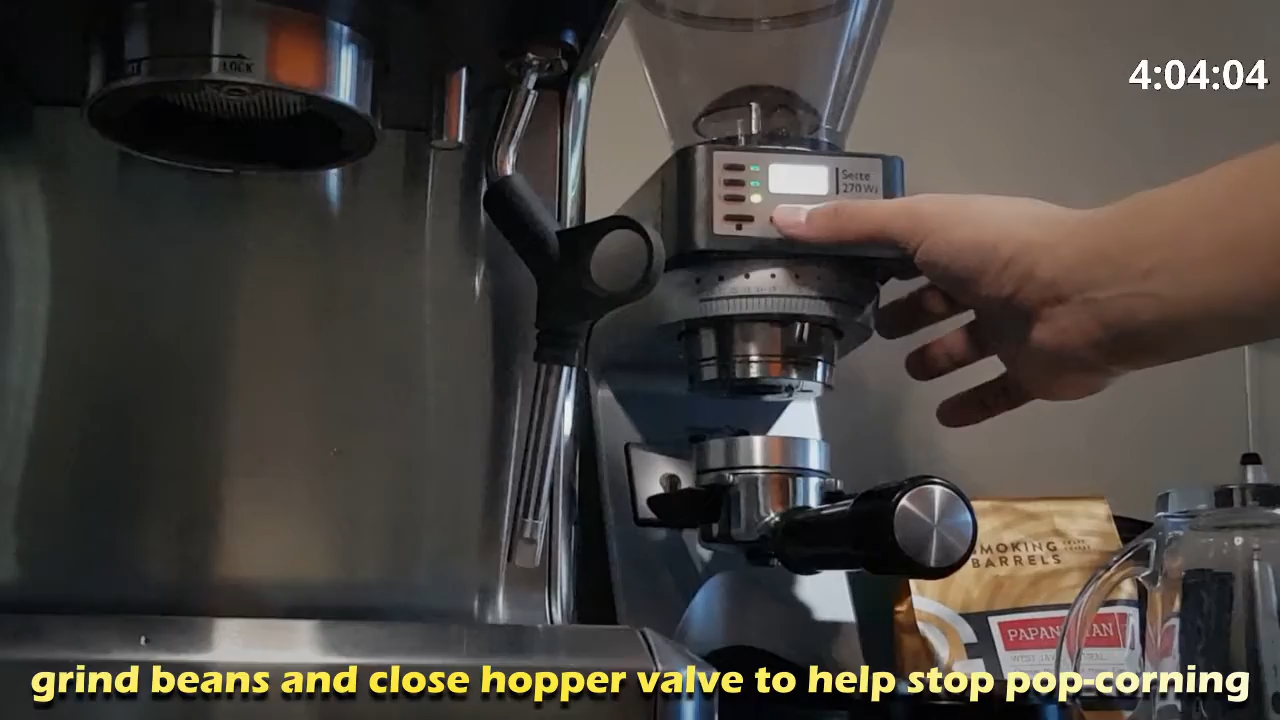 LOCK
4:04:04
Sette
270 Wi
SMOKING
BARRELS
grind beans and close hopper valve to help stop pop-corning